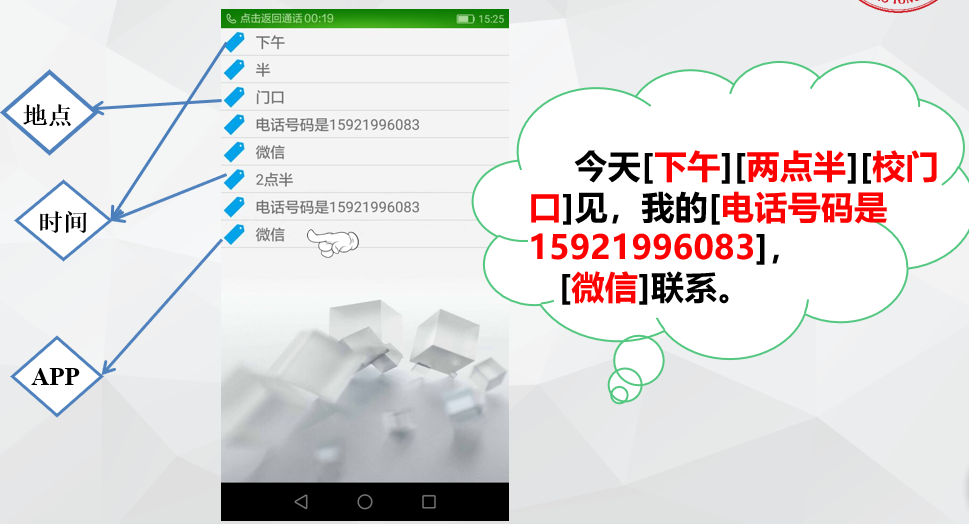 点击返回通话00:19
15:25
下午
半
门口
电话号码是15921996083
微信
2点半
电话号码是15921996083
微信
地点
时间
APP
今天[下午][两点半][校门
口]见，我的[电话号码是
15921996083]，
[微信]联系。